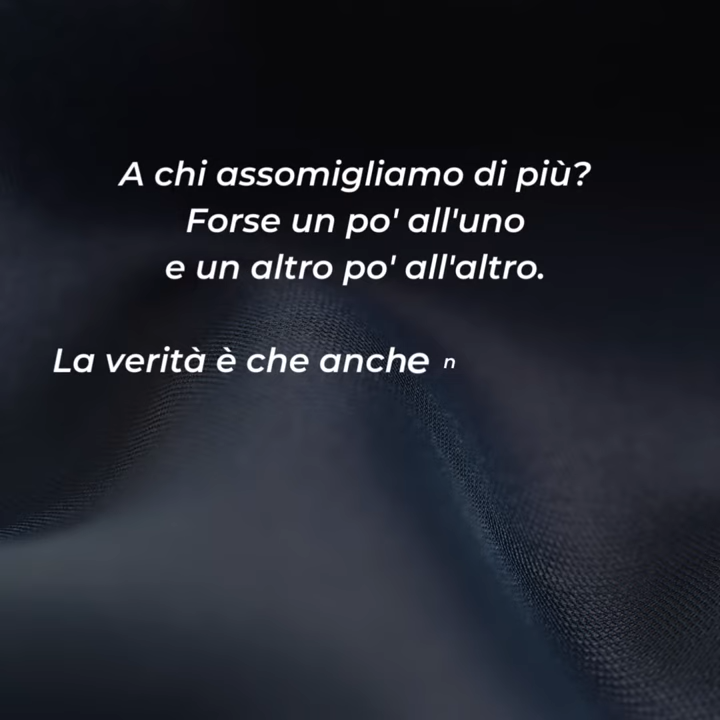 A chi assomigliamo di più?
Forse un po' all'uno
e un altro po' all'altro.
La verità è che anche n